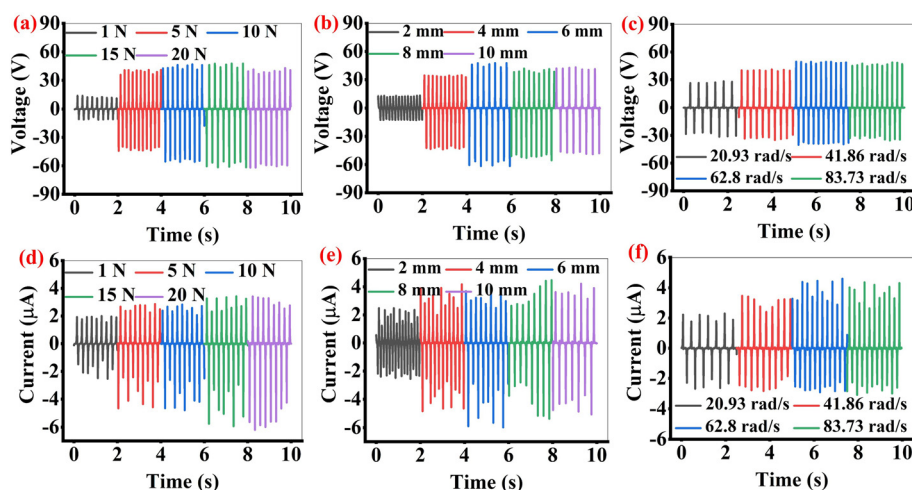 (a)
1 N 5 N 10 N
15 N 20 N
Voltage (V)
90
60
30
0
-30
-60
-90
0 2 4 6 8 10
Time (s)
(b)
2 mm 4 mm 6 mm
8 mm 10 mm
Voltage (V)
90
60
30
0
-30
-60
-90
0 2 4 6 8 10
Time (s)
(c)
Voltage (V)
90
60
30
0
-30
-60
-90
20.93 rad/s 41.86 rad/s
62.8 rad/s 83.73 rad/s
0 2 4 6 8 10
Time (s)
(d)
1 N 5 N 10 N
15 N 20 N
Current (μA)
6
4
2
0
-2
-4
-6
0 2 4 6 8 10
Time (s)
(e)
2 mm 4 mm 6 mm
8 mm 10 mm
Current (μA)
6
4
2
0
-2
-4
-6
0 2 4 6 8 10
Time (s)
(f)
Current (μA)
6
4
2
0
-2
-4
-6
20.93 rad/s 41.86 rad/s
62.8 rad/s 83.73 rad/s
0 2 4 6 8 10
Time (s)